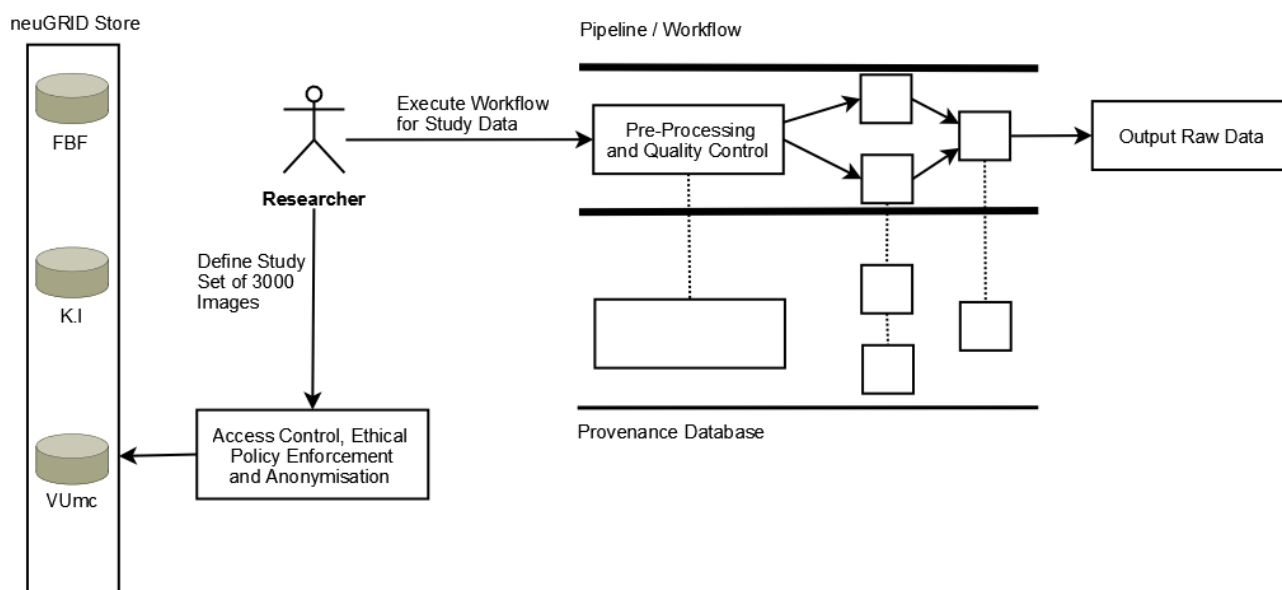 neuGRID Store
FBF
K.I
VUmc
Researcher
Define Study
Set of 3000
Images
Access Control, Ethical
Policy Enforcement
and Anonymisation
Execute Workflow
for Study Data
Pipeline / Workflow
Pre-Processing
and Quality Control
Output Raw Data
Provenance Database